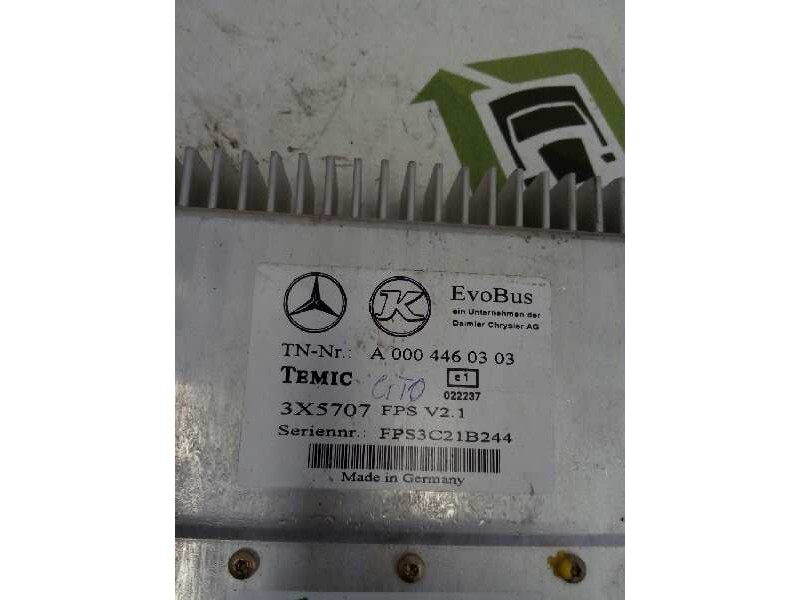 K
EvoBus
ein Unternehmen der
Daimler Chrysler AG
TN-Nr.: A 000 446 03 03
TEMIC CITO e1
022237
3X5707 FPS V2.1
Seriennr.: FPS3C21B244
Made in Germany